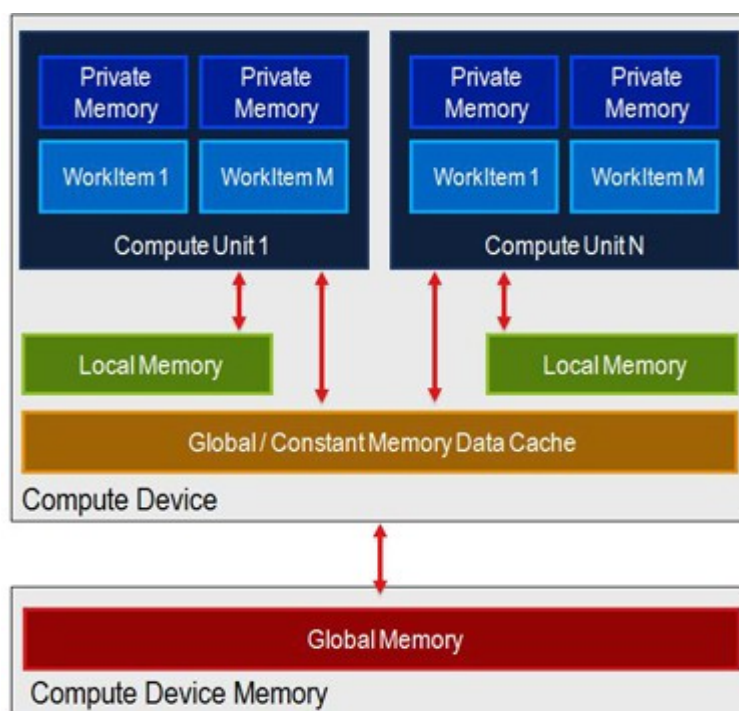 Private Memory
Private Memory
Private Memory
Private Memory
WorkItem 1
WorkItem M
WorkItem 1
WorkItem M
Compute Unit 1
Compute Unit N
Local Memory
Local Memory
Global / Constant Memory Data Cache
Compute Device
Global Memory
Compute Device Memory